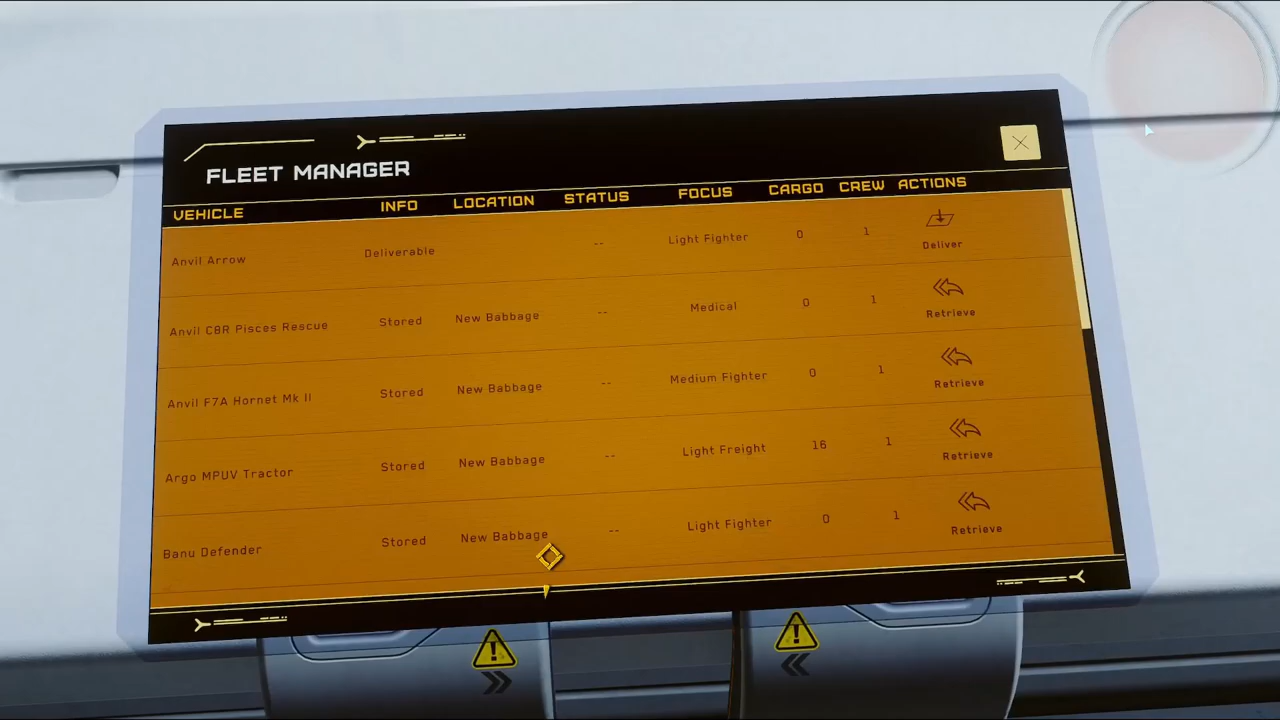 FLEET MANAGER
VEHICLE INFO LOCATION STATUS FOCUS CARGO CREW ACTIONS
Anvil Arrow Deliverable -- Light Fighter 0 1 Deliver
Anvil C8R Pisces Rescue Stored New Babbage -- Medical 0 1 Retrieve
Anvil F7A Hornet Mk II Stored New Babbage -- Medium Fighter 0 1 Retrieve
Argo MPUV Tractor Stored New Babbage -- Light Freight 16 1 Retrieve
Banu Defender Stored New Babbage -- Light Fighter 0 1 Retrieve